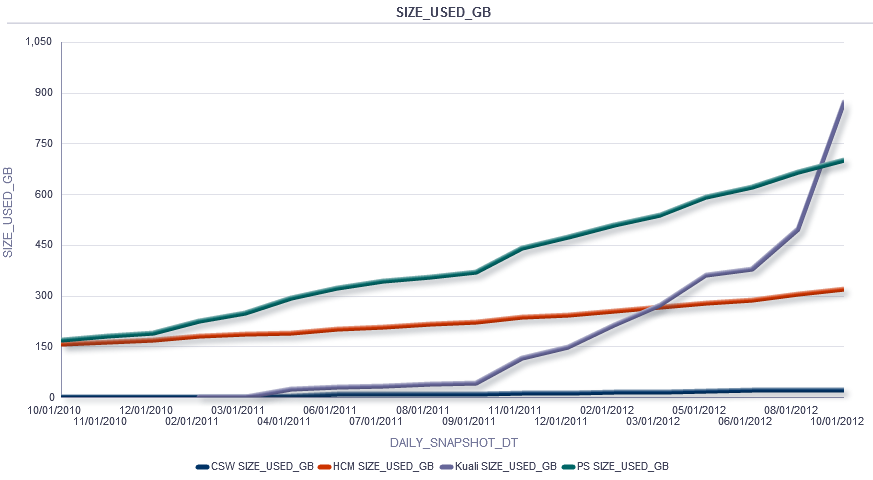 SIZE_USED_GB
1,050
900
750
600
450
300
150
0
SIZE_USED_GB
10/01/2010 12/01/2010 03/01/2011 06/01/2011 08/01/2011 11/01/2011 02/01/2012 05/01/2012 08/01/2012
11/01/2010 02/01/2011 04/01/2011 07/01/2011 09/01/2011 12/01/2011 03/01/2012 06/01/2012 10/01/2012
DAILY_SNAPSHOT_DT
CSW SIZE_USED_GB HCM SIZE_USED_GB Kuali SIZE_USED_GB PS SIZE_USED_GB